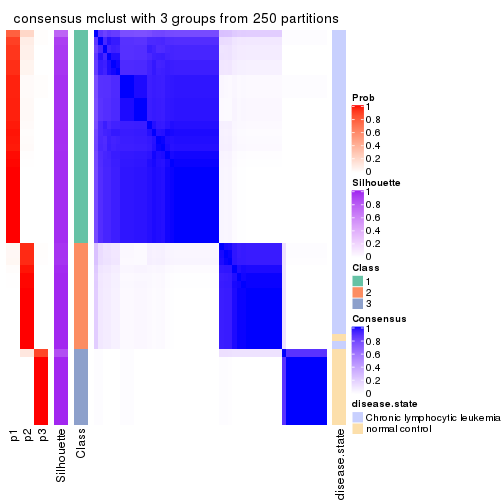 consensus mclust with 3 groups from 250 partitions
Prob
1
0.8
0.6
0.4
0.2
0
Silhouette
1
0.8
0.6
0.4
0.2
0
Class
1
2
3
Consensus
1
0.8
0.6
0.4
0.2
0
disease.state
Chronic lymphocytic leukemia
normal control
p1
p2
p3
Silhouette
Class
disease.state